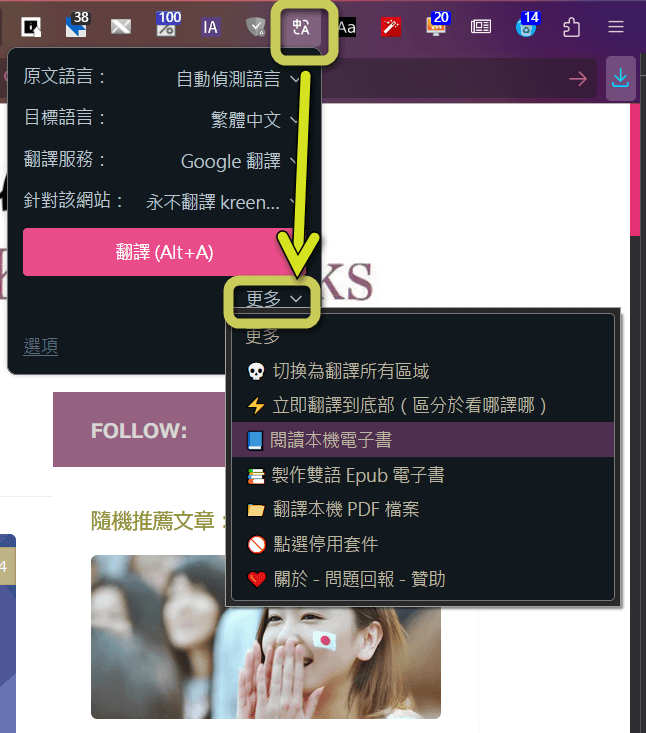 38
100
IA
中A
Aa
20
14
原文語言： 自動偵測語言
目標語言： 繁體中文
翻譯服務： Google 翻譯
針對該網站： 永不翻譯 kreen...
翻譯 (Alt+A)
更多
KS
選項
更多
💀 切換為翻譯所有區域
⚡ 立即翻譯到底部 ( 區分於看哪譯哪 )
📘 閱讀本機電子書
📚 製作雙語 Epub 電子書
📁 翻譯本機 PDF 檔案
🚫 點選停用套件
❤️ 關於 - 問題回報 - 贊助
FOLLOW:
隨機推薦文章：
4